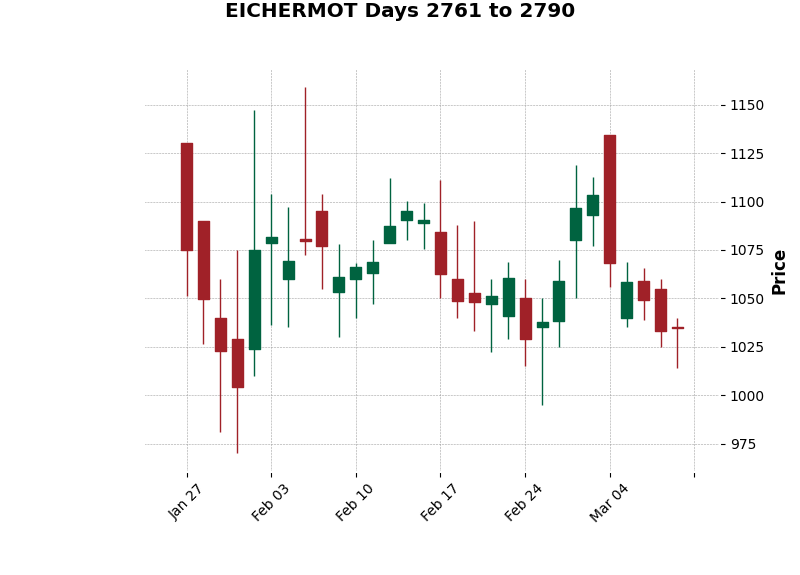 EICHERMOT Days 2761 to 2790
1150
1125
1100
1075
1050
1025
1000
975
Price
Jan 27
Feb 03
Feb 10
Feb 17
Feb 24
Mar 04